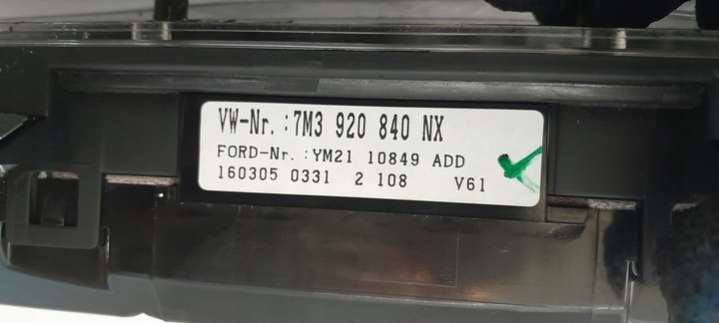 VW-Nr. :7M3 920 840 NX
FORD-Nr. :YM21 10849 ADD
160305 0331 2 108 V61